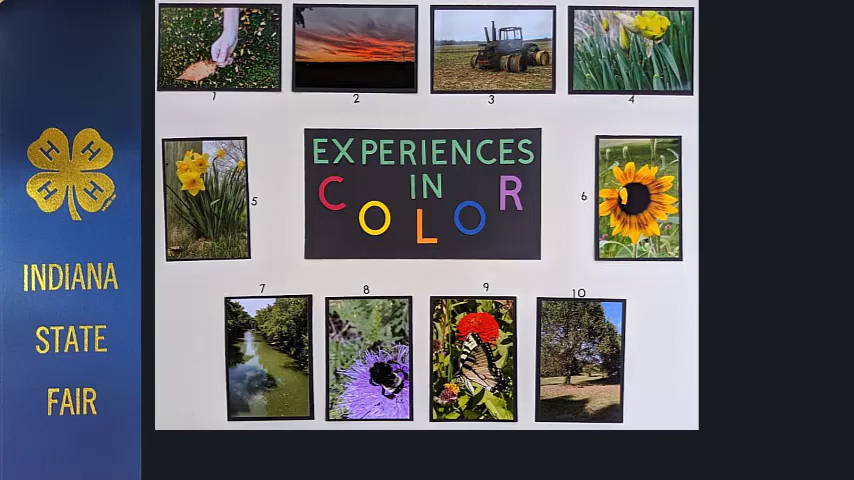 H H
H H
INDIANA
STATE
FAIR
1 2 3 4
EXPERIENCES
IN
COLOR
5 6
7 8 9 10